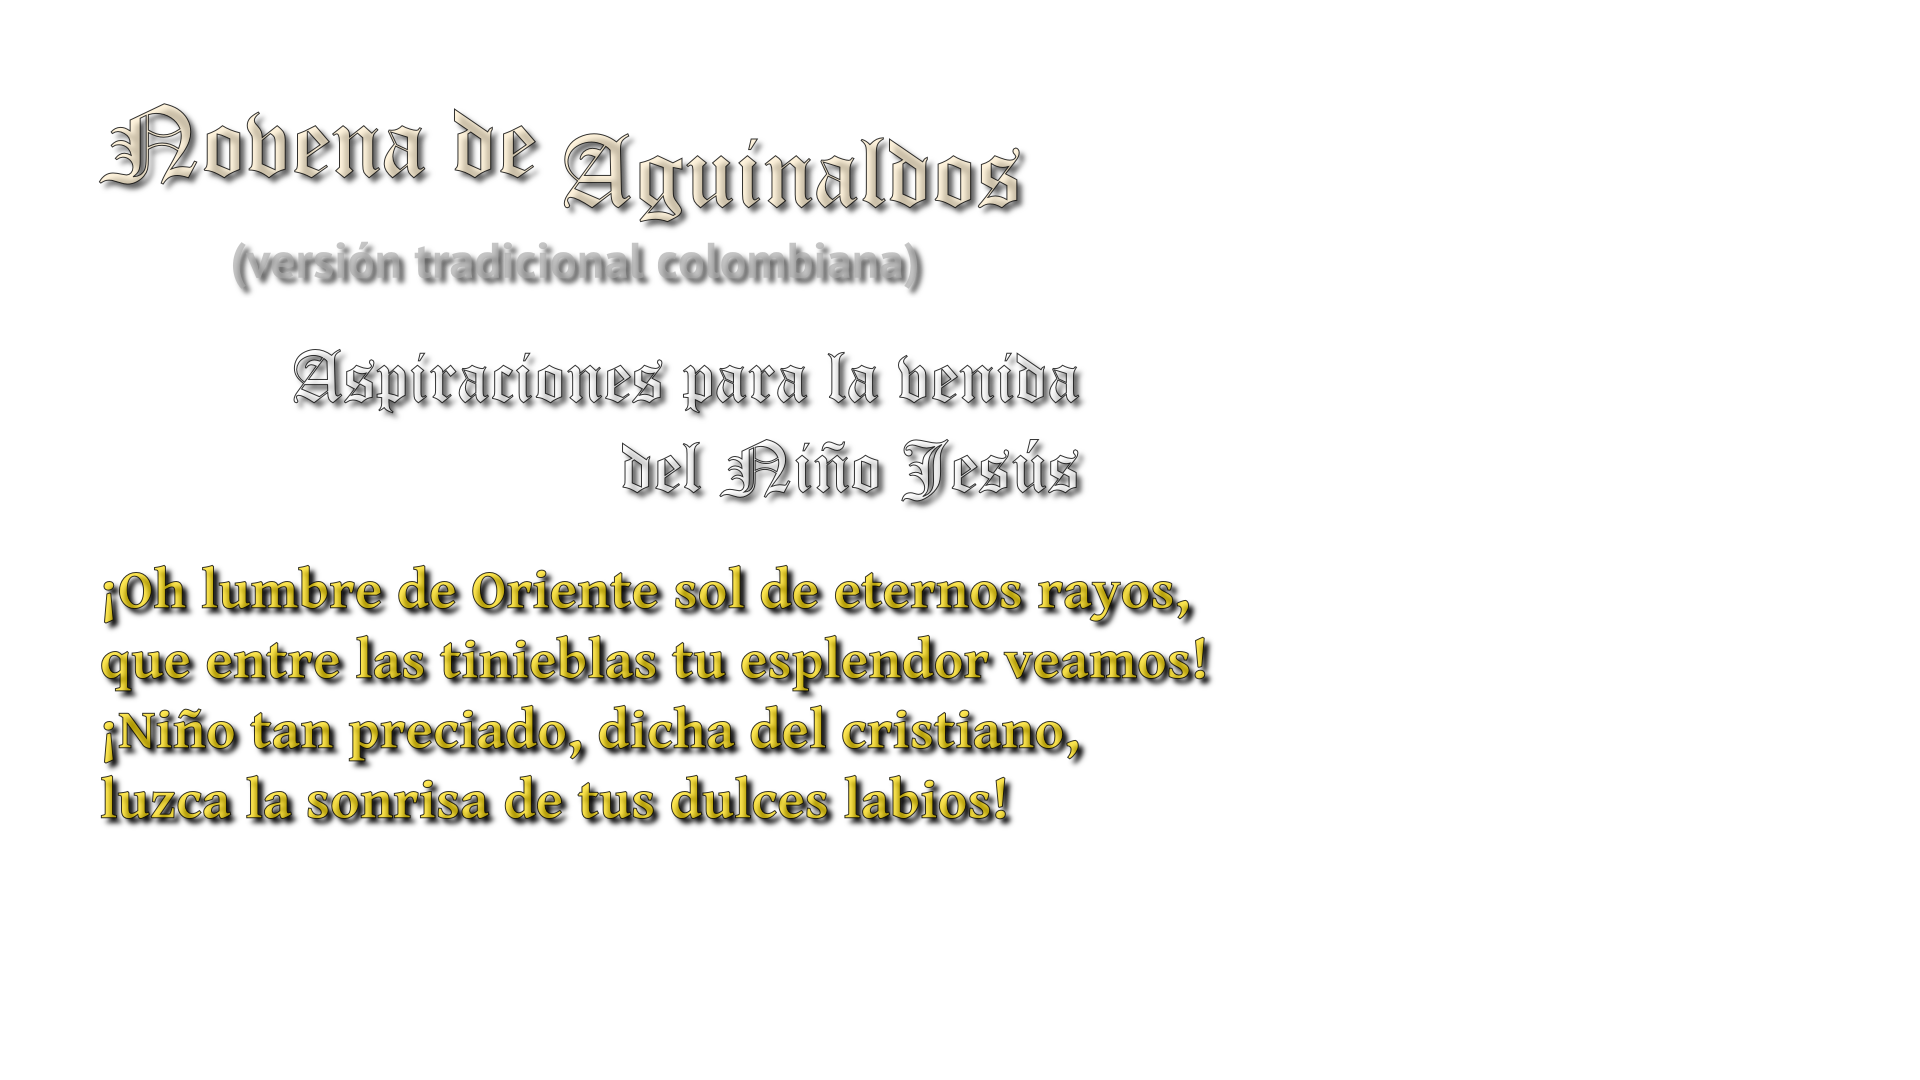 Novena de Aguinaldos
(versión tradicional colombiana)
Aspiraciones para la venida
del Niño Jesús
¡Oh lumbre de Oriente sol de eternos rayos,
que entre las tinieblas tu esplendor veamos!
¡Niño tan preciado, dicha del cristiano,
luzca la sonrisa de tus dulces labios!